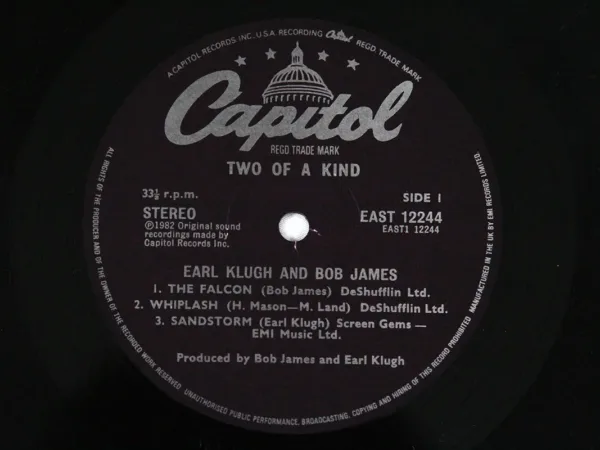 A CAPITOL RECORDS INC. U.S.A. RECORDING Capitol REGD. TRADE MARK
Capitol
REGD TRADE MARK
TWO OF A KIND
33⅓ r.p.m.
SIDE 1
STEREO
EAST 12244
℗1982 Original sound
recordings made by
Capitol Records Inc.
EAST1 12244
EARL KLUGH AND BOB JAMES
1. THE FALCON (Bob James) DeShufflin Ltd.
2. WHIPLASH (H. Mason—M. Land) DeShufflin Ltd.
3. SANDSTORM (Earl Klugh) Screen Gems —
EMI Music Ltd.
Produced by Bob James and Earl Klugh
ALL RIGHTS OF THE PRODUCER AND OF THE OWNER OF THE RECORDED WORK RESERVED. UNAUTHORISED PUBLIC PERFORMANCE, BROADCASTING, COPYING AND HIRING OF THIS RECORD PROHIBITED
MANUFACTURED IN THE UK BY EMI RECORDS LIMITED.